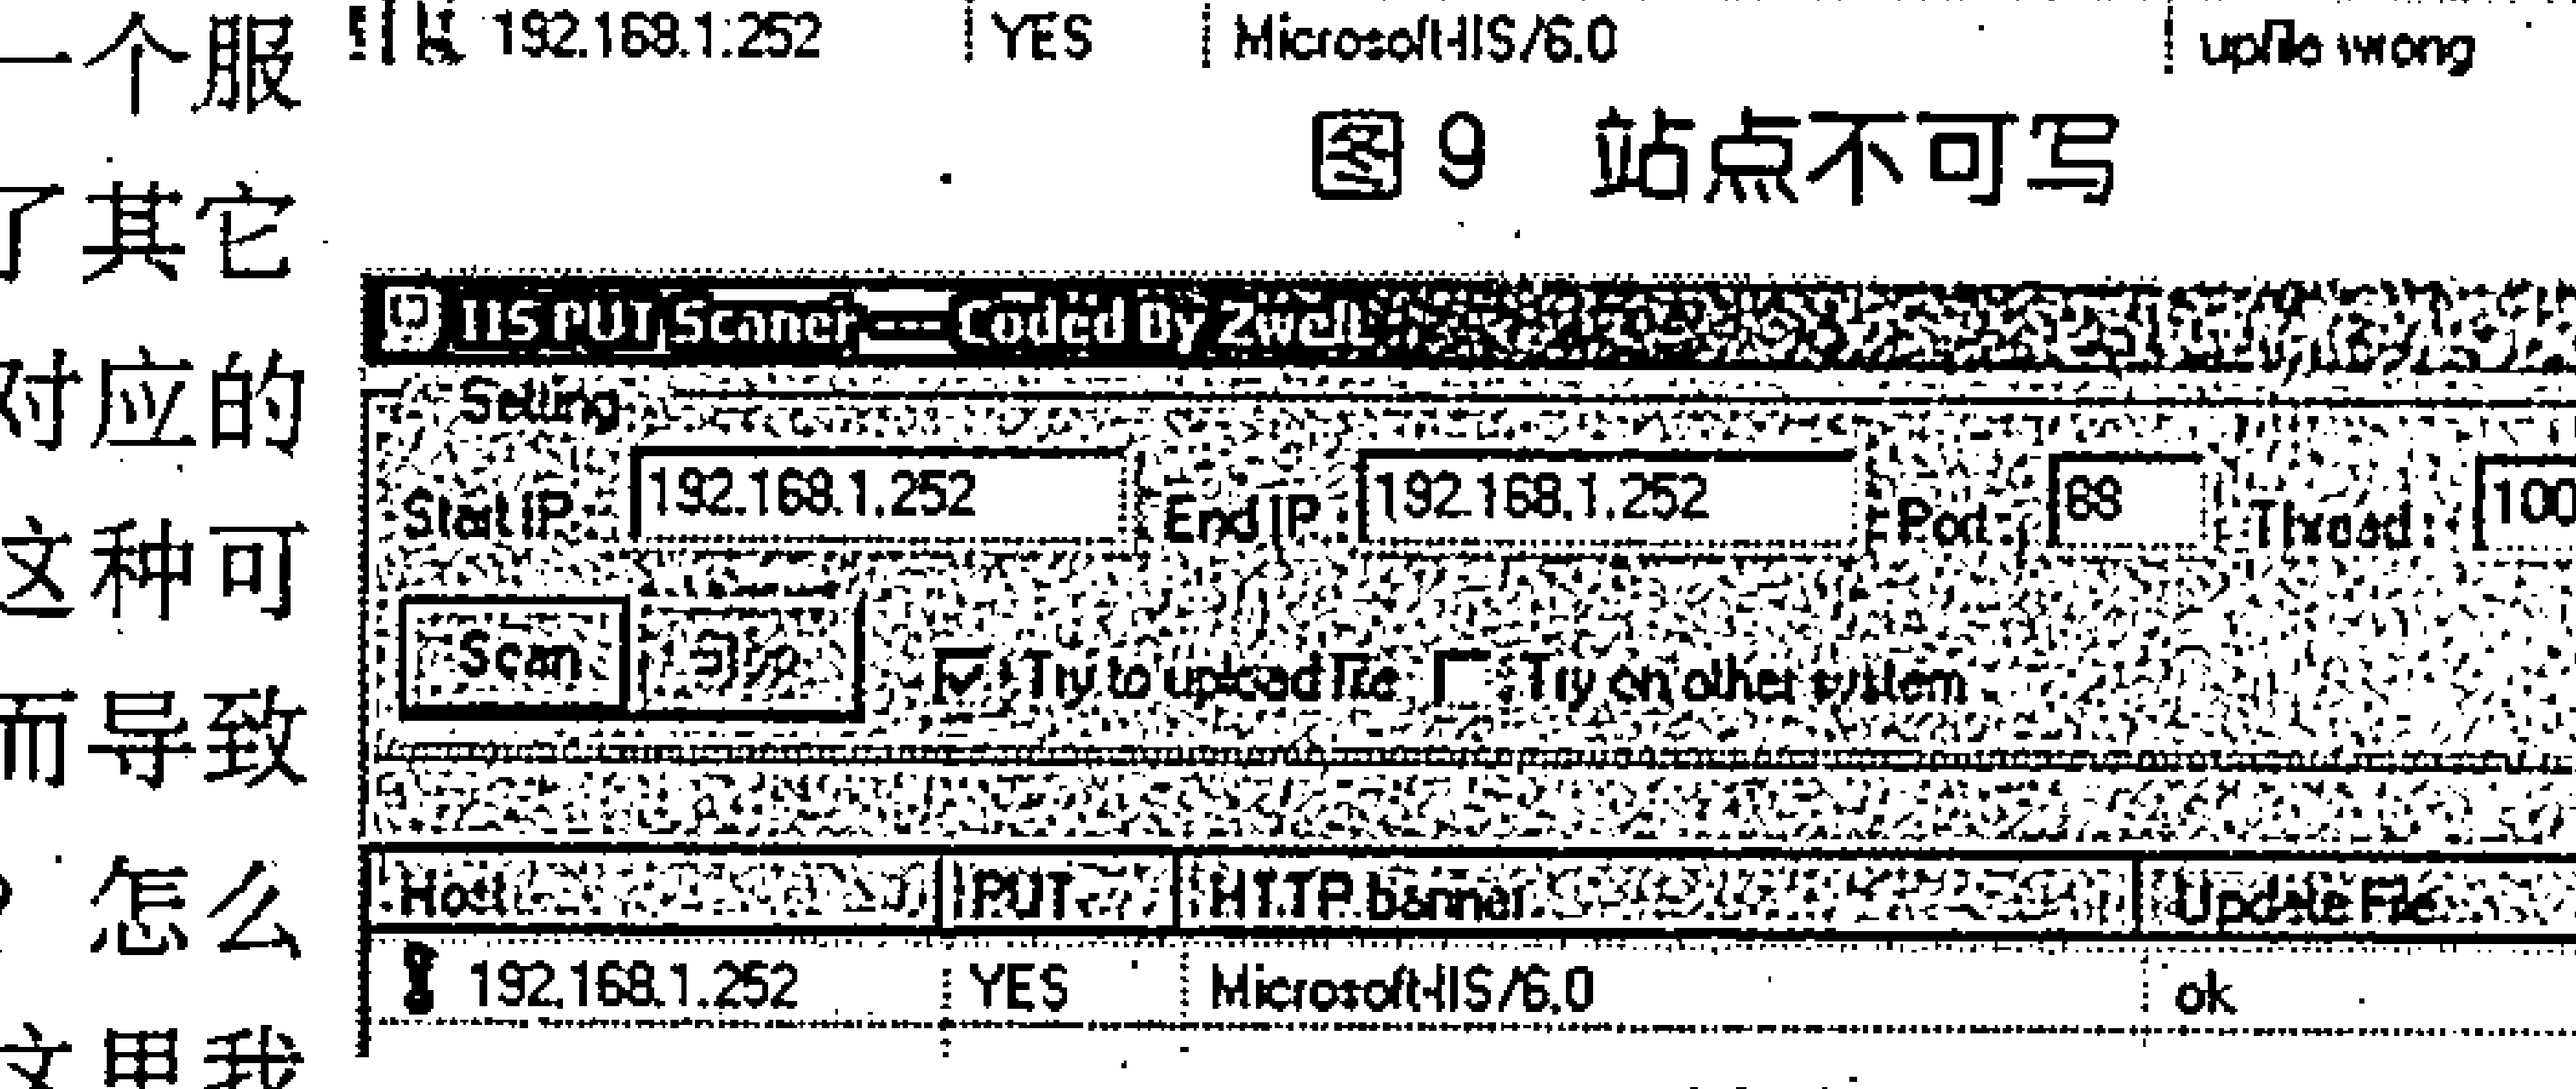 一个服
了其它
对应的
这种可
而导致
怎么
192.168.1.252 YES Microsoft-IIS/6.0 upfile wrong
图 9 站点不可写
IIS PUT Scaner --- Coded By Zwell
Setting
Start IP : 192.168.1.252 End IP : 192.168.1.252 Port : Thread : 100
Scan Try to upload file Try on other system
Host PUT HTTP banner Update File
192.168.1.252 YES Microsoft-IIS/6.0 ok